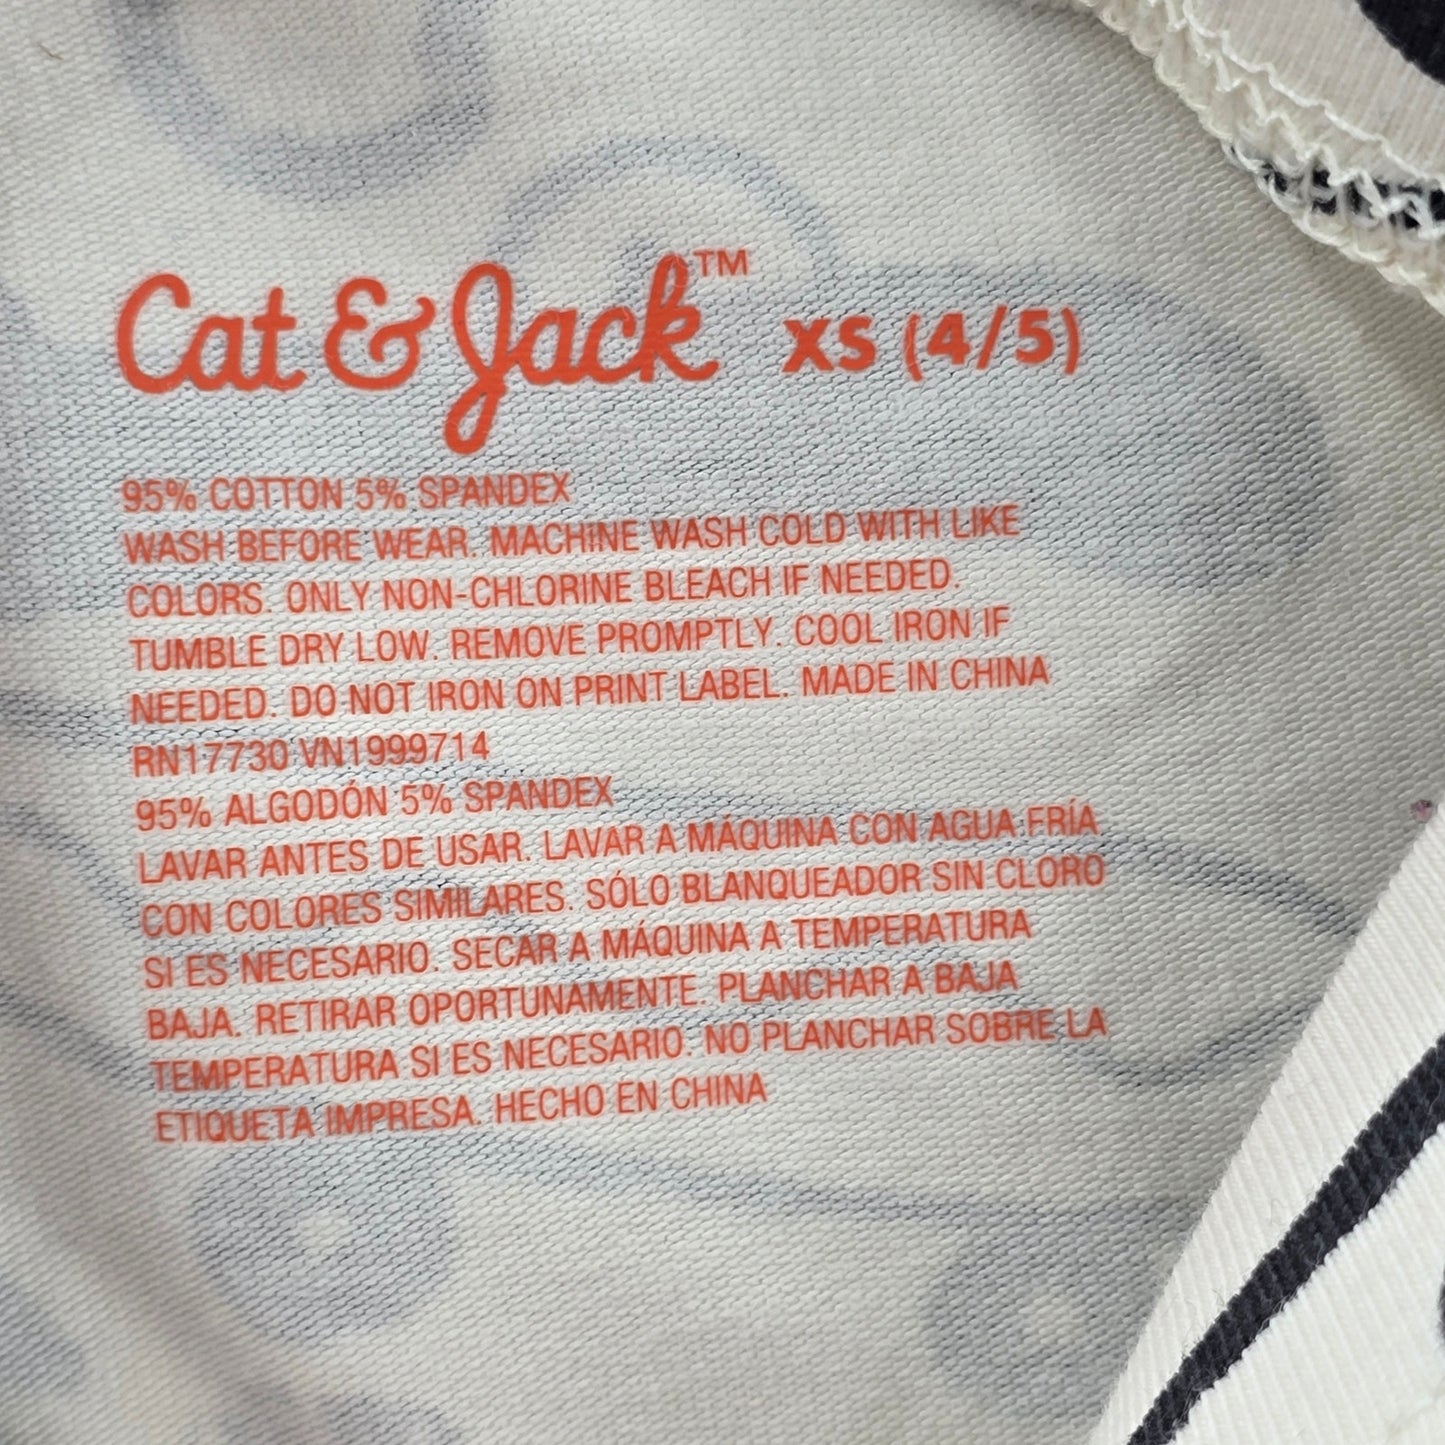 Cat & Jack™ XS (4/5)
95% COTTON 5% SPANDEX
WASH BEFORE WEAR. MACHINE WASH COLD WITH LIKE
COLORS. ONLY NON-CHLORINE BLEACH IF NEEDED.
TUMBLE DRY LOW. REMOVE PROMPTLY. COOL IRON IF
NEEDED. DO NOT IRON ON PRINT LABEL. MADE IN CHINA
RN17730 VN1999714
95% ALGODÓN 5% SPANDEX
LAVAR ANTES DE USAR. LAVAR A MÁQUINA CON AGUA FRÍA
CON COLORES SIMILARES. SÓLO BLANQUEADOR SIN CLORO
SI ES NECESARIO. SECAR A MÁQUINA A TEMPERATURA
BAJA. RETIRAR OPORTUNAMENTE. PLANCHAR A BAJA
TEMPERATURA SI ES NECESARIO. NO PLANCHAR SOBRE LA
ETIQUETA IMPRESA. HECHO EN CHINA